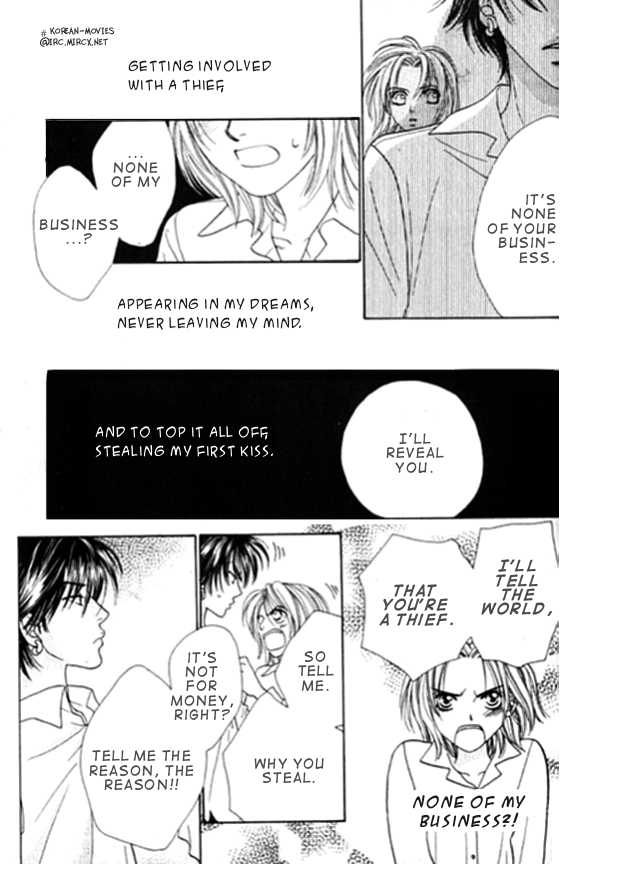 # KOREAN-MOVIES
@IRC.MIRCX.NET
IT'S
NONE
OF YOUR
BUSIN-
ESS.
GETTING INVOLVED
WITH A THIEF,
...
NONE
OF MY
BUSINESS
...?
APPEARING IN MY DREAMS,
NEVER LEAVING MY MIND.
I'LL
REVEAL
YOU.
AND TO TOP IT ALL OFF,
STEALING MY FIRST KISS.
I'LL
TELL
THE
WORLD,
THAT
YOU'RE
A THIEF.
NONE OF MY
BUSINESS?!
SO
TELL
ME.
WHY YOU
STEAL.
IT'S
NOT
FOR
MONEY,
RIGHT?
TELL ME THE
REASON, THE
REASON!!